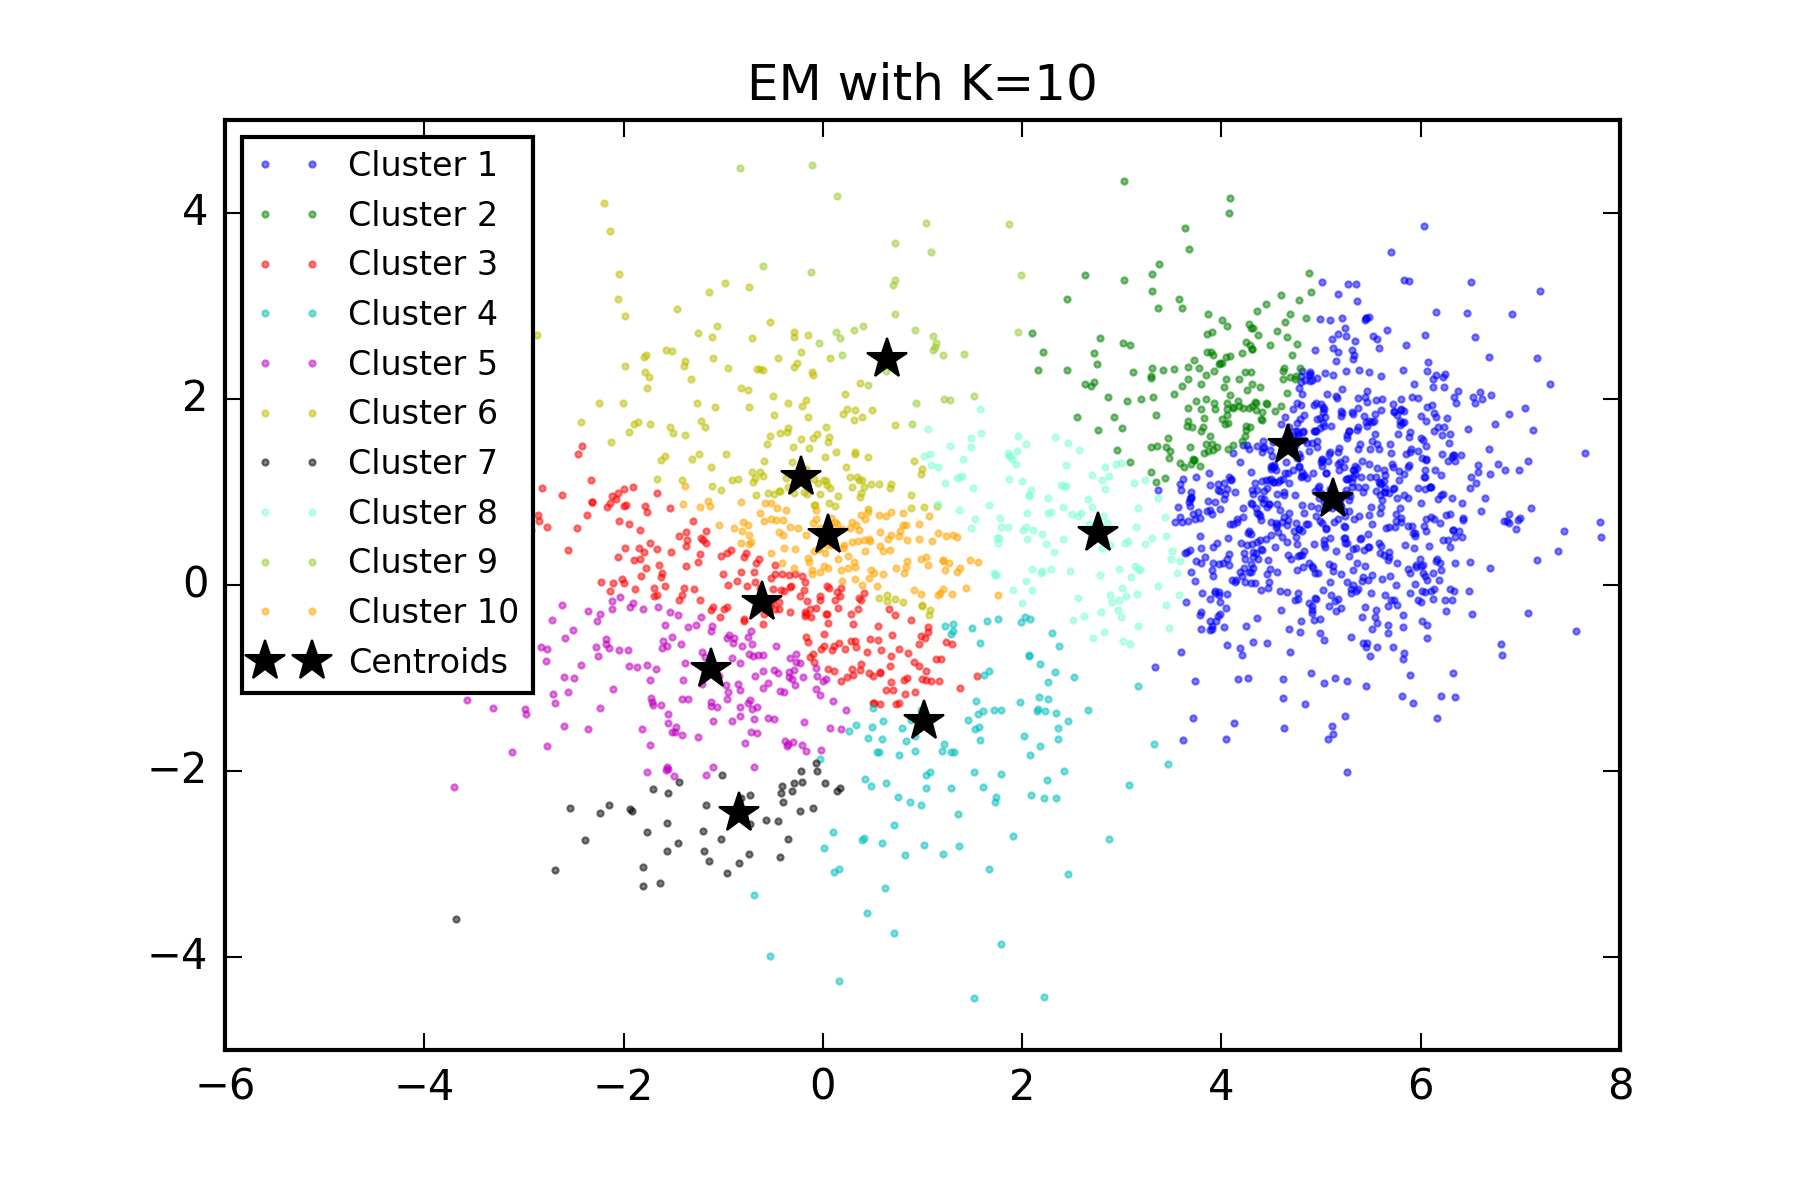 EM with K=10
Cluster 1
Cluster 2
Cluster 3
Cluster 4
Cluster 5
Cluster 6
Cluster 7
Cluster 8
Cluster 9
Cluster 10
Centroids
4
2
0
−2
−4
−6 −4 −2 0 2 4 6 8